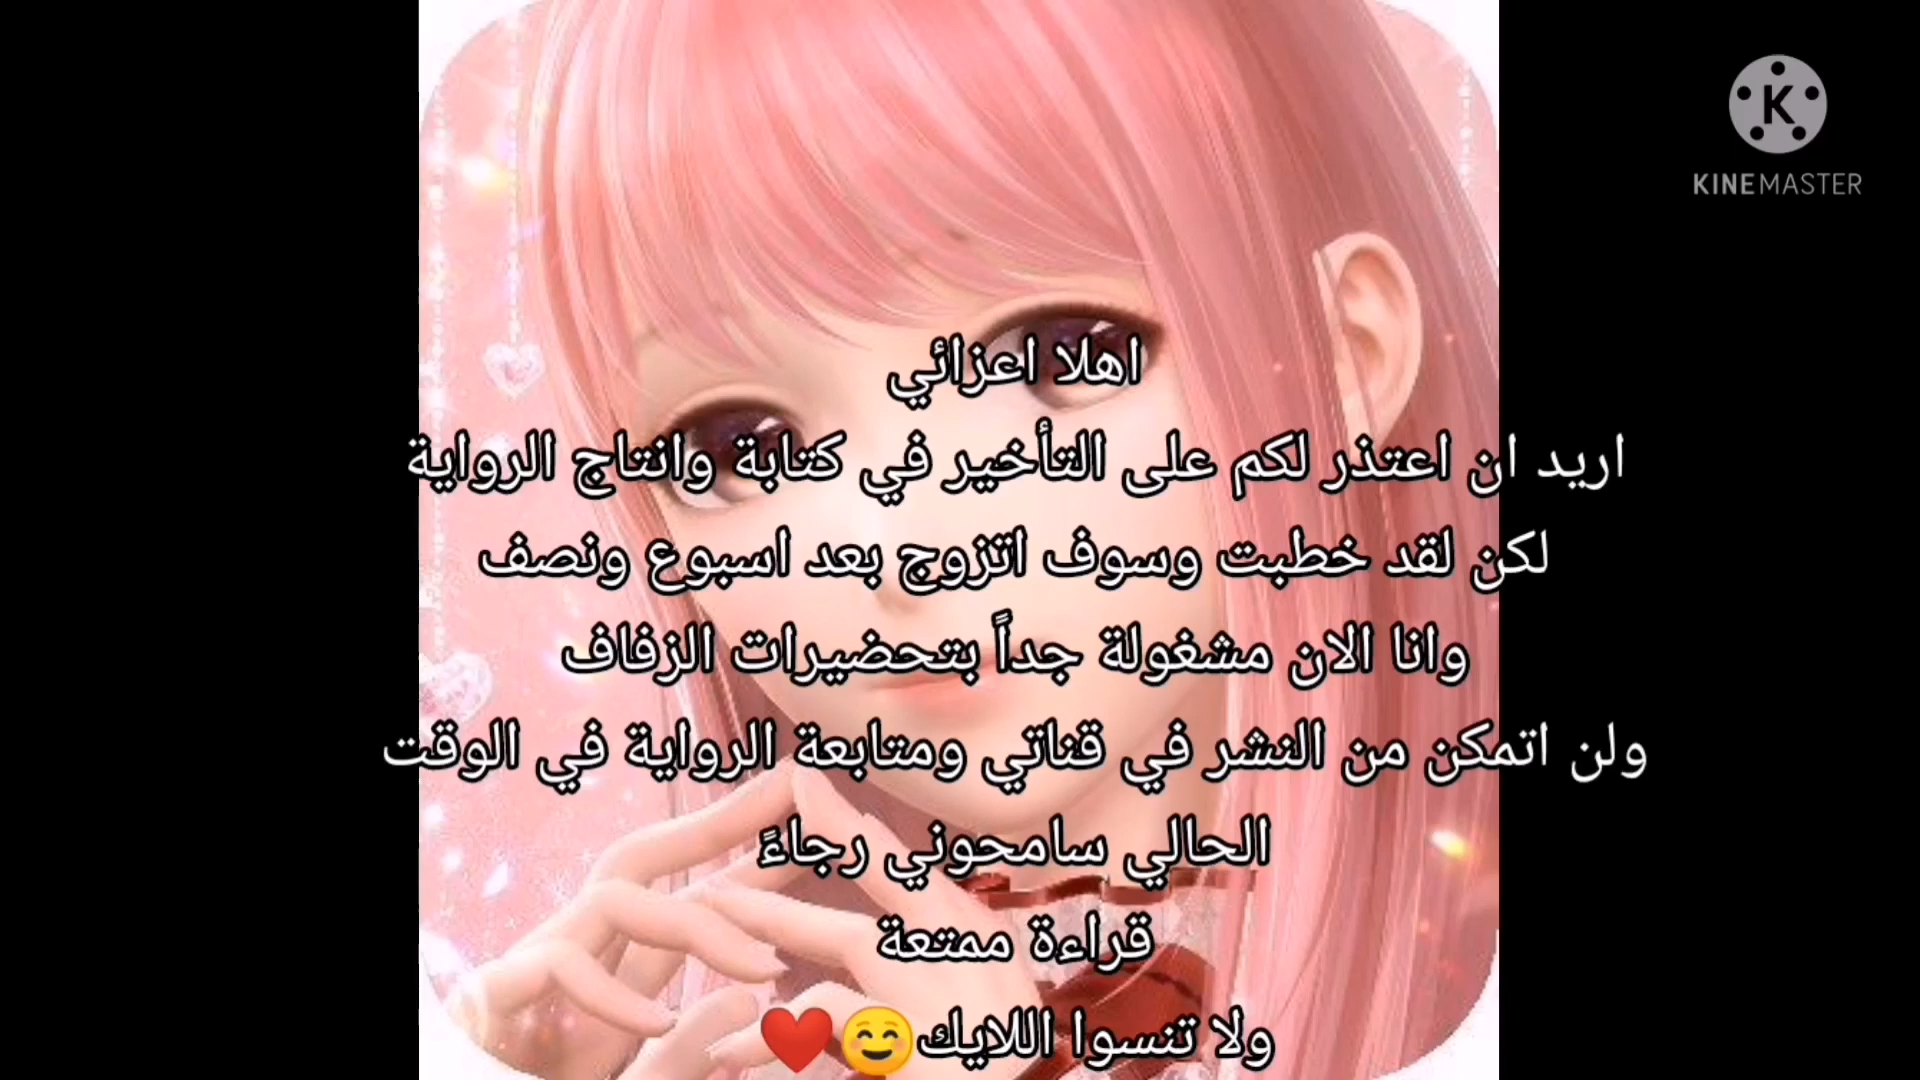 K
KINEMASTER
اهلا اعزائي
اريد ان اعتذر لكم على التأخير في كتابة وانتاج الرواية
لكن لقد خطبت وسوف اتزوج بعد اسبوع ونصف
وانا الان مشغولة جداً بتحضيرات الزفاف
ولن اتمكن من النشر في قناتي ومتابعة الرواية في الوقت
الحالي سامحوني رجاءً
قراءة ممتعة
ولا تنسوا اللايك☺️❤️